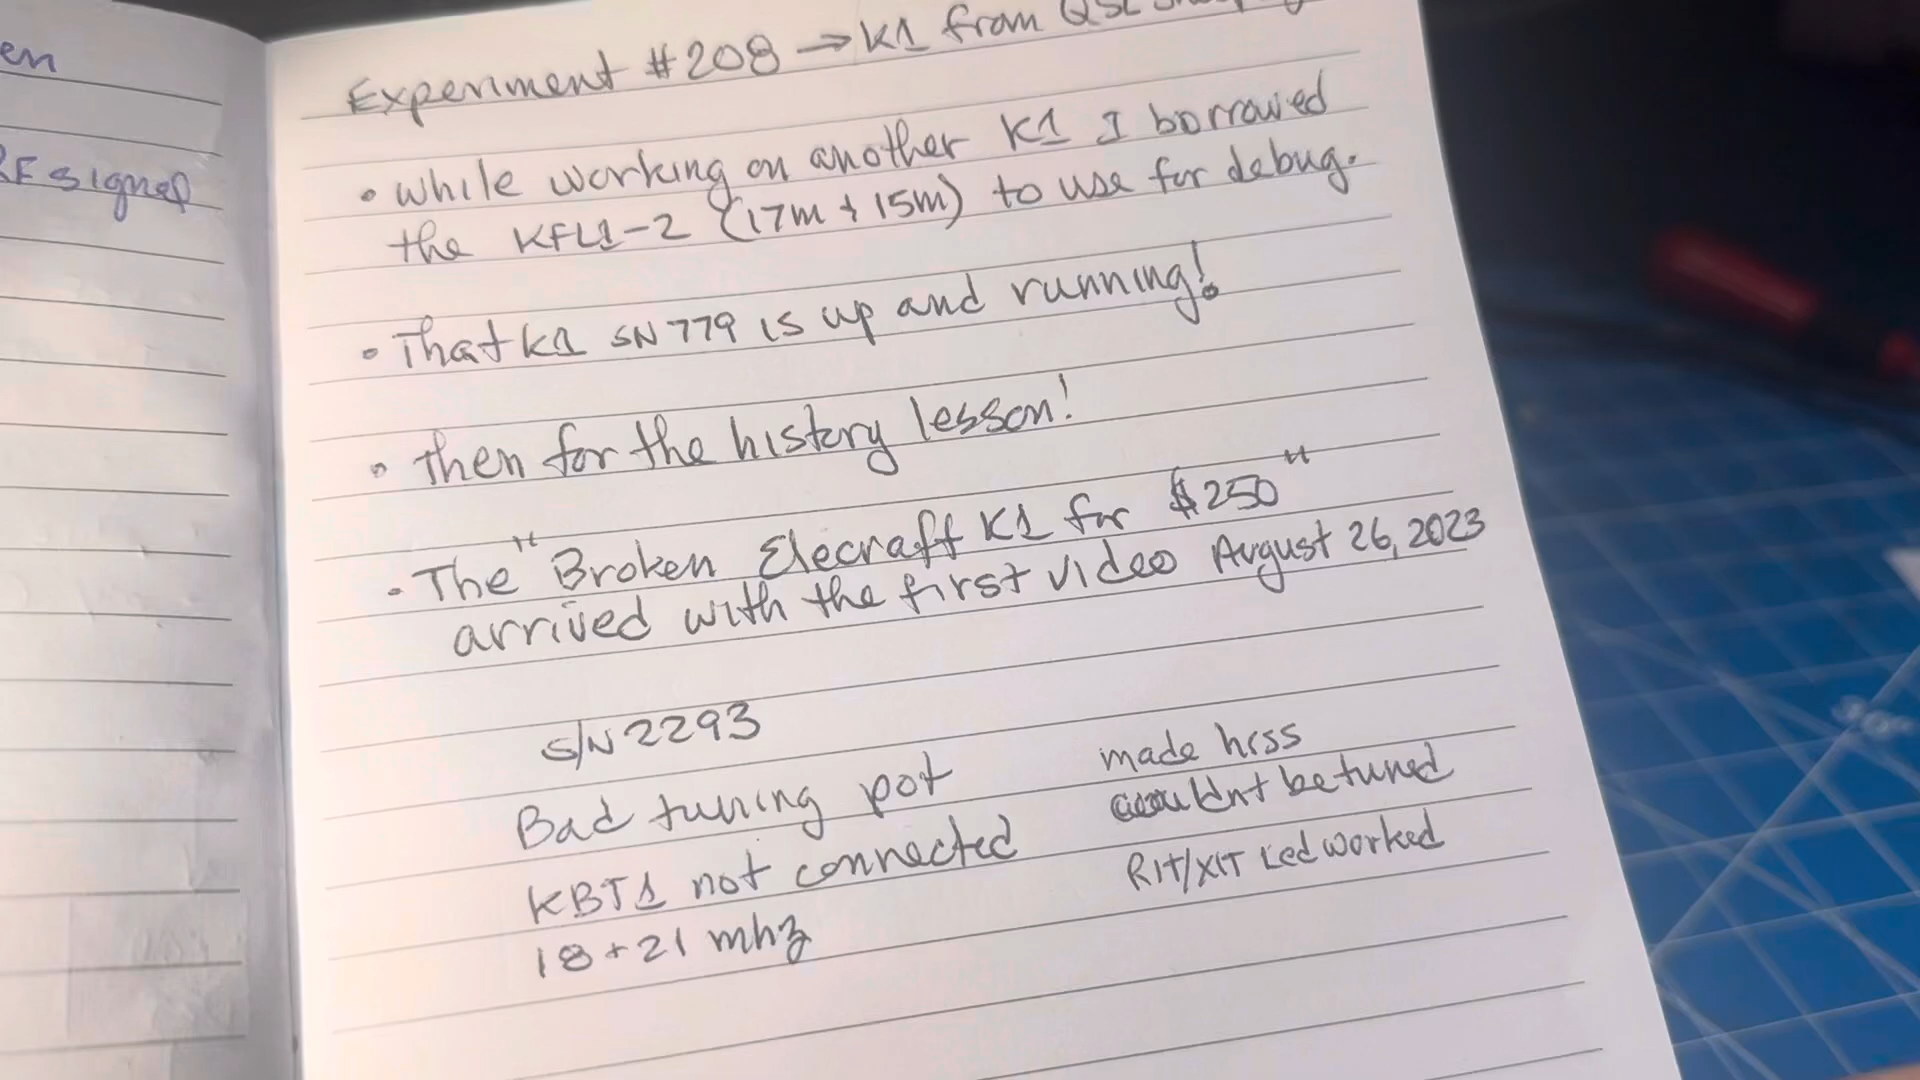 en
RE signed
Experiment #208 → K1 from QSL
• While working on another K1 I borrowed
the KFL1-2 (17m + 15m) to use for debug.
• That K1 SN 779 is up and running!
• Then for the history lesson!
• The "Broken Elecraft K1 for $250"
arrived with the first video August 26, 2023
S/N 2293
Bad tuning pot
KBT1 not connected
18 + 21 mhz
made hiss
couldnt be tuned
RIT/XIT Led worked